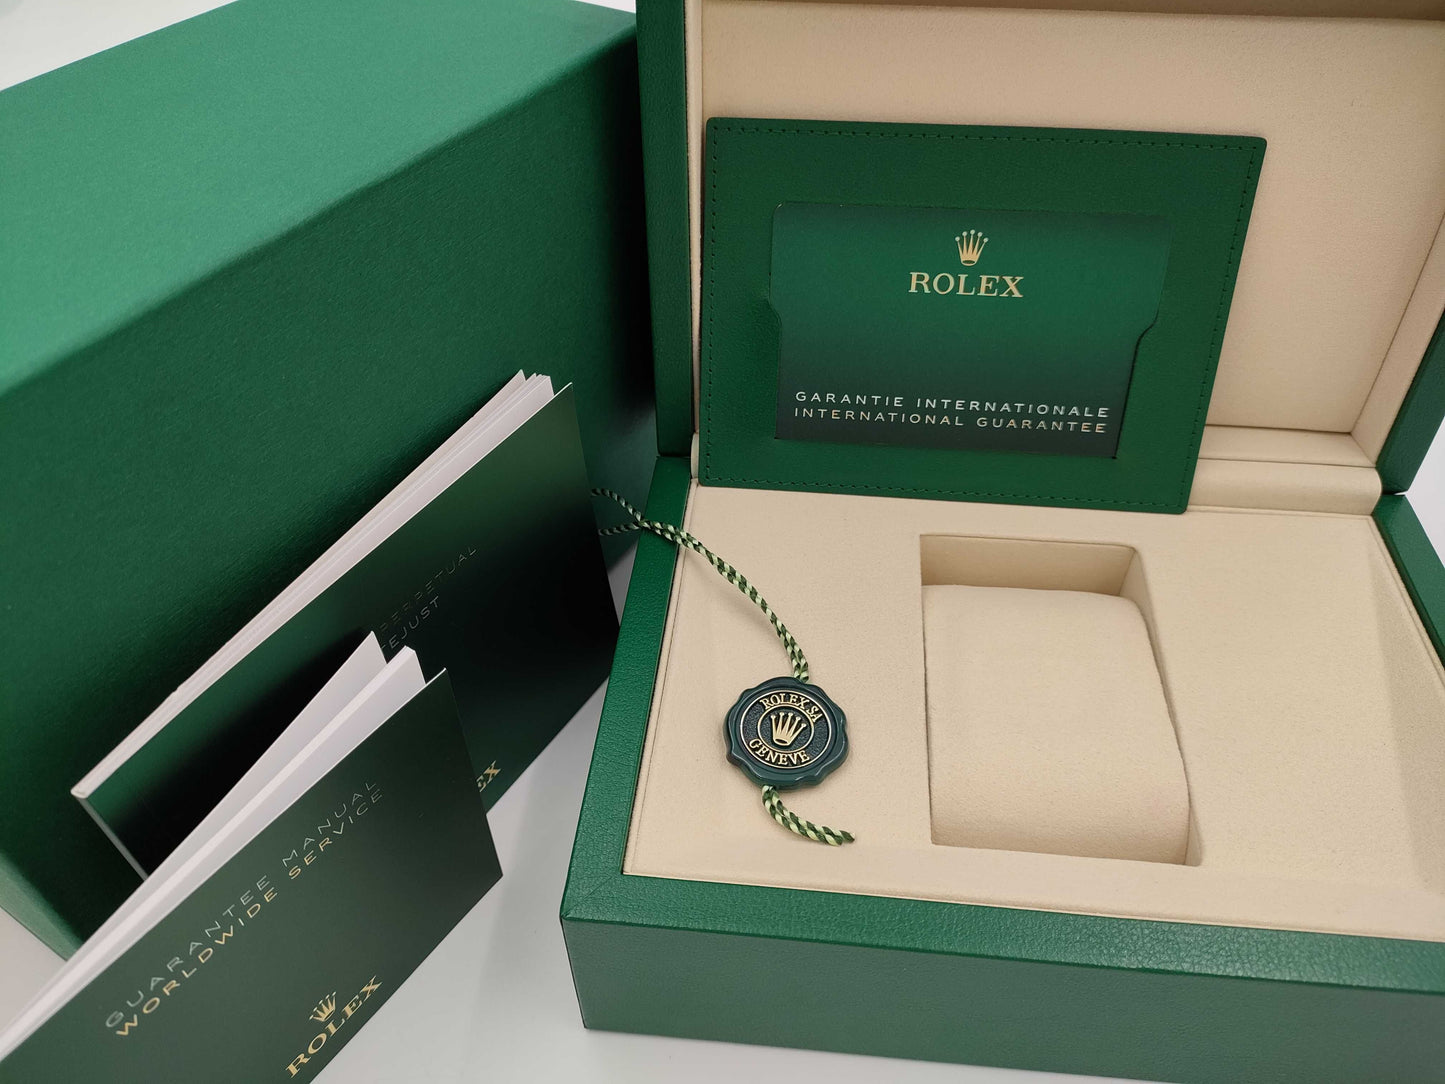 ROLEX
GARANTIE INTERNATIONALE
INTERNATIONAL GUARANTEE
ROLEX SA
GENEVE
GUARANTEE MANUAL
WORLDWIDE SERVICE
ROLEX